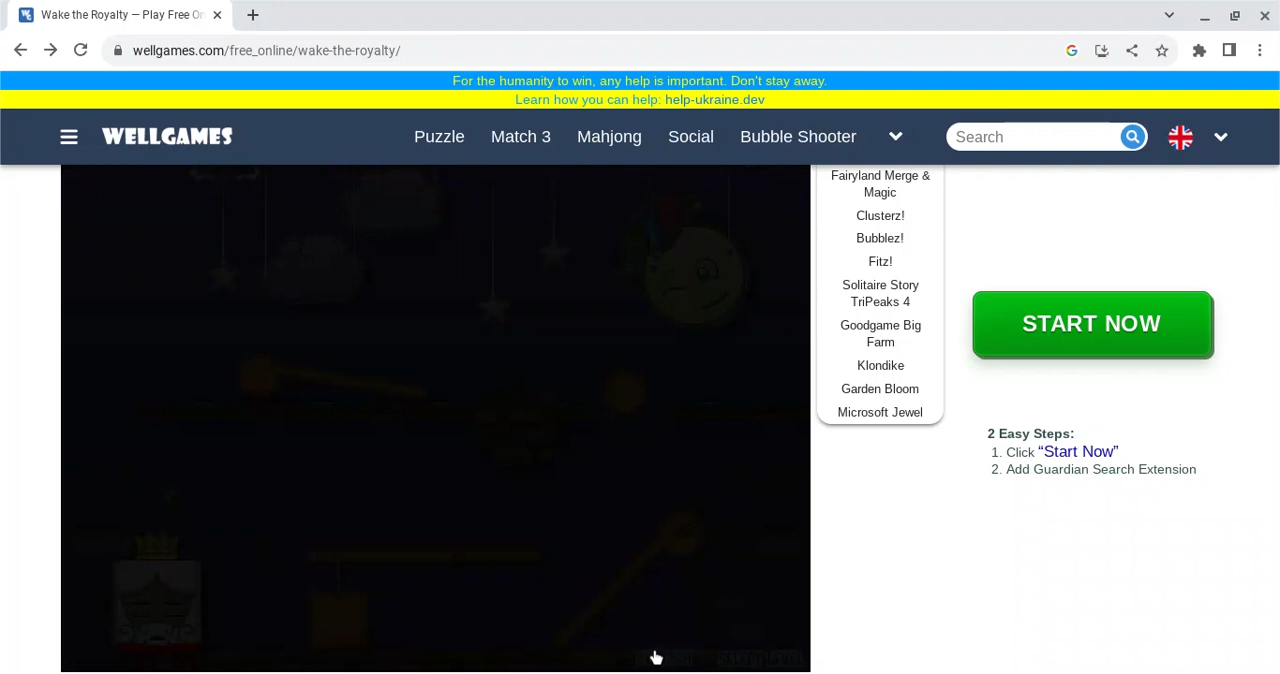 Wake the Royalty — Play Free On
wellgames.com/free_online/wake-the-royalty/
For the humanity to win, any help is important. Don't stay away.
Learn how you can help: help-ukraine.dev
WELLGAMES
Puzzle
Match 3
Mahjong
Social
Bubble Shooter
Search
Fairyland Merge &
Magic
Clusterz!
Bubblez!
Fitz!
Solitaire Story
TriPeaks 4
Goodgame Big
Farm
Klondike
Garden Bloom
Microsoft Jewel
START NOW
2 Easy Steps:
1. Click “Start Now”
2. Add Guardian Search Extension